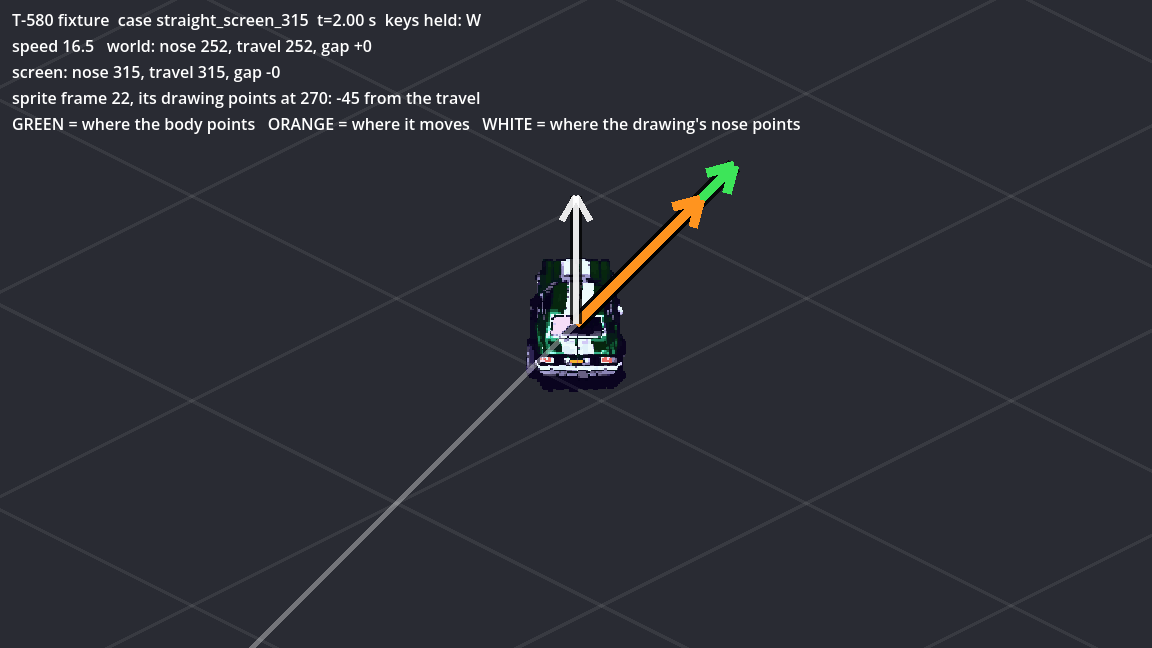 T-580 fixture  case straight_screen_315  t=2.00 s  keys held: W
speed 16.5   world: nose 252, travel 252, gap +0
screen: nose 315, travel 315, gap -0
sprite frame 22, its drawing points at 270: -45 from the travel
GREEN = where the body points   ORANGE = where it moves   WHITE = where the drawing's nose points